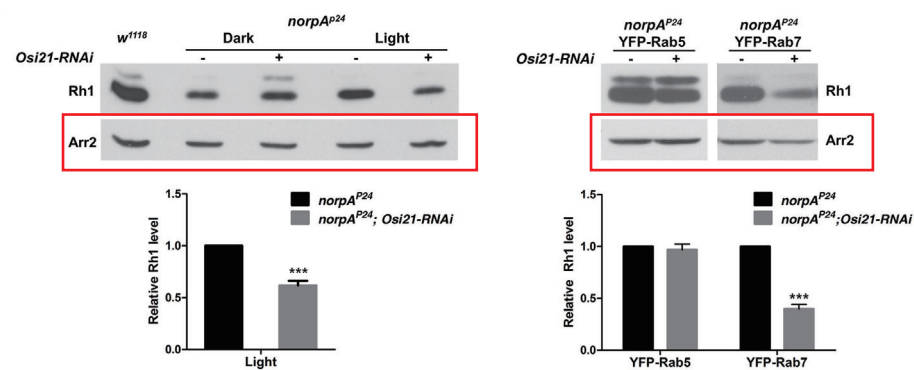 norpAᵖ²⁴
w¹¹¹⁸ Dark Light
Osi21-RNAi - + - +
Rh1
Arr2
1.5
1.0
0.5
0.0
Relative Rh1 level
norpAᴾ²⁴
norpAᴾ²⁴; Osi21-RNAi
***
Light
norpAᴾ²⁴ norpAᴾ²⁴
YFP-Rab5 YFP-Rab7
Osi21-RNAi - + - +
Rh1
Arr2
1.5
1.0
0.5
0.0
Relative Rh1 level
norpAᴾ²⁴
norpAᴾ²⁴;Osi21-RNAi
***
YFP-Rab5 YFP-Rab7